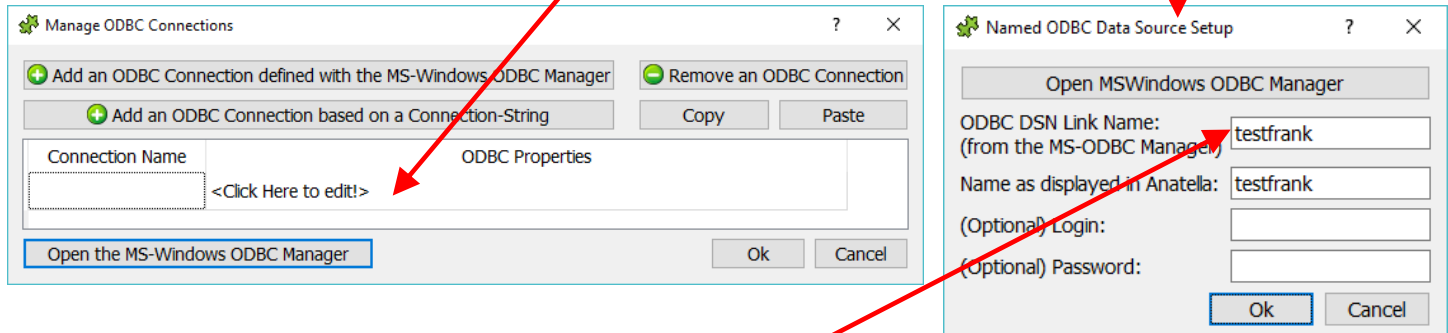 Manage ODBC Connections
?
Add an ODBC Connection defined with the MS-Windows ODBC Manager
Remove an ODBC Connection
Add an ODBC Connection based on a Connection-String
Copy
Paste
Connection Name
ODBC Properties
<Click Here to edit!>
Open the MS-Windows ODBC Manager
Ok
Cancel
Named ODBC Data Source Setup
?
Open MSWindows ODBC Manager
ODBC DSN Link Name:
(from the MS-ODBC Manager)
testfrank
Name as displayed in Anatella:
testfrank
(Optional) Login:
(Optional) Password:
Ok
Cancel